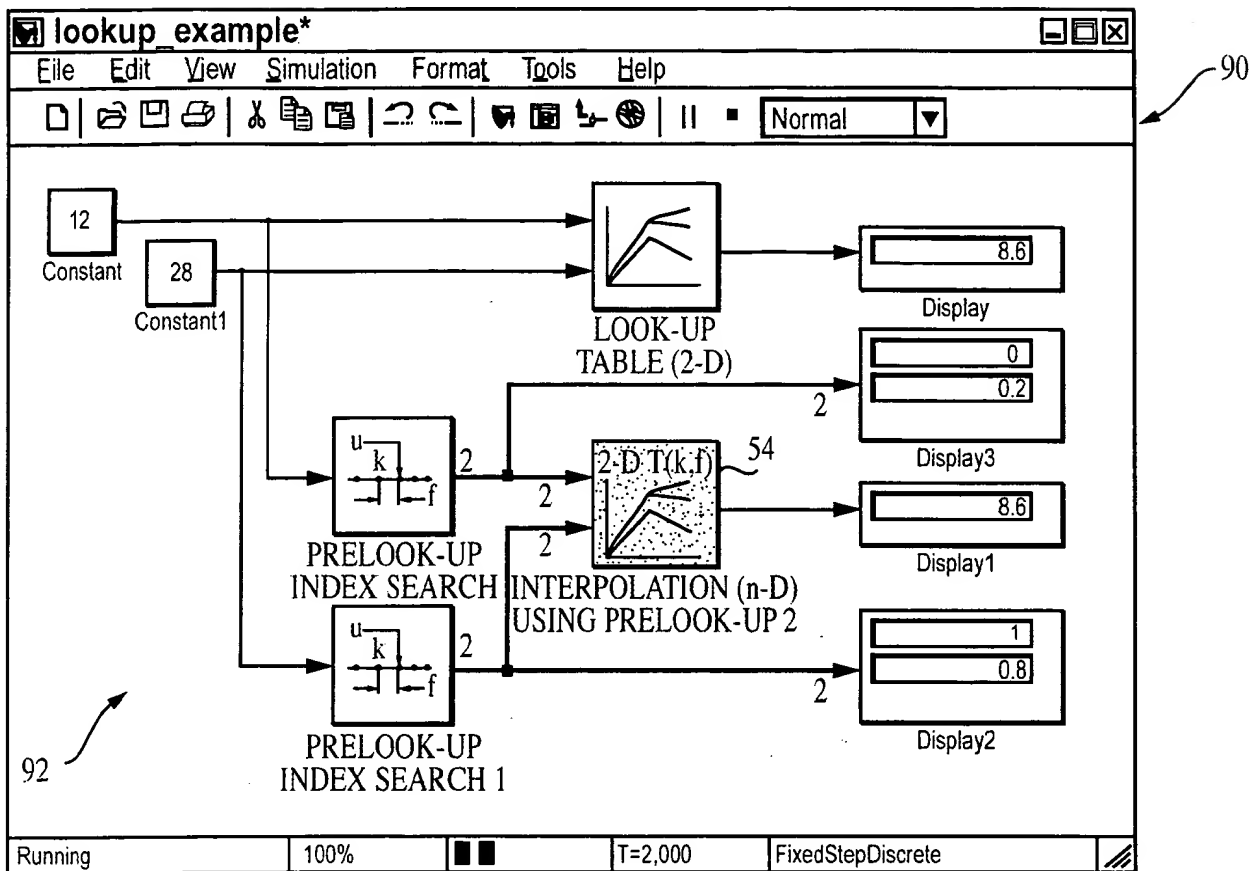 lookup_example*
File Edit View Simulation Format Tools Help
90
Normal
12
Constant
28
Constant1
LOOK-UP
TABLE (2-D)
8.6
Display
0
0.2
2
Display3
u
k
f
2
PRELOOK-UP
INDEX SEARCH
2
2
2-D T(k,f)
54
INTERPOLATION (n-D)
USING PRELOOK-UP 2
8.6
Display1
u
k
f
2
PRELOOK-UP
INDEX SEARCH 1
2
1
0.8
Display2
92
Running 100% T=2,000 FixedStepDiscrete